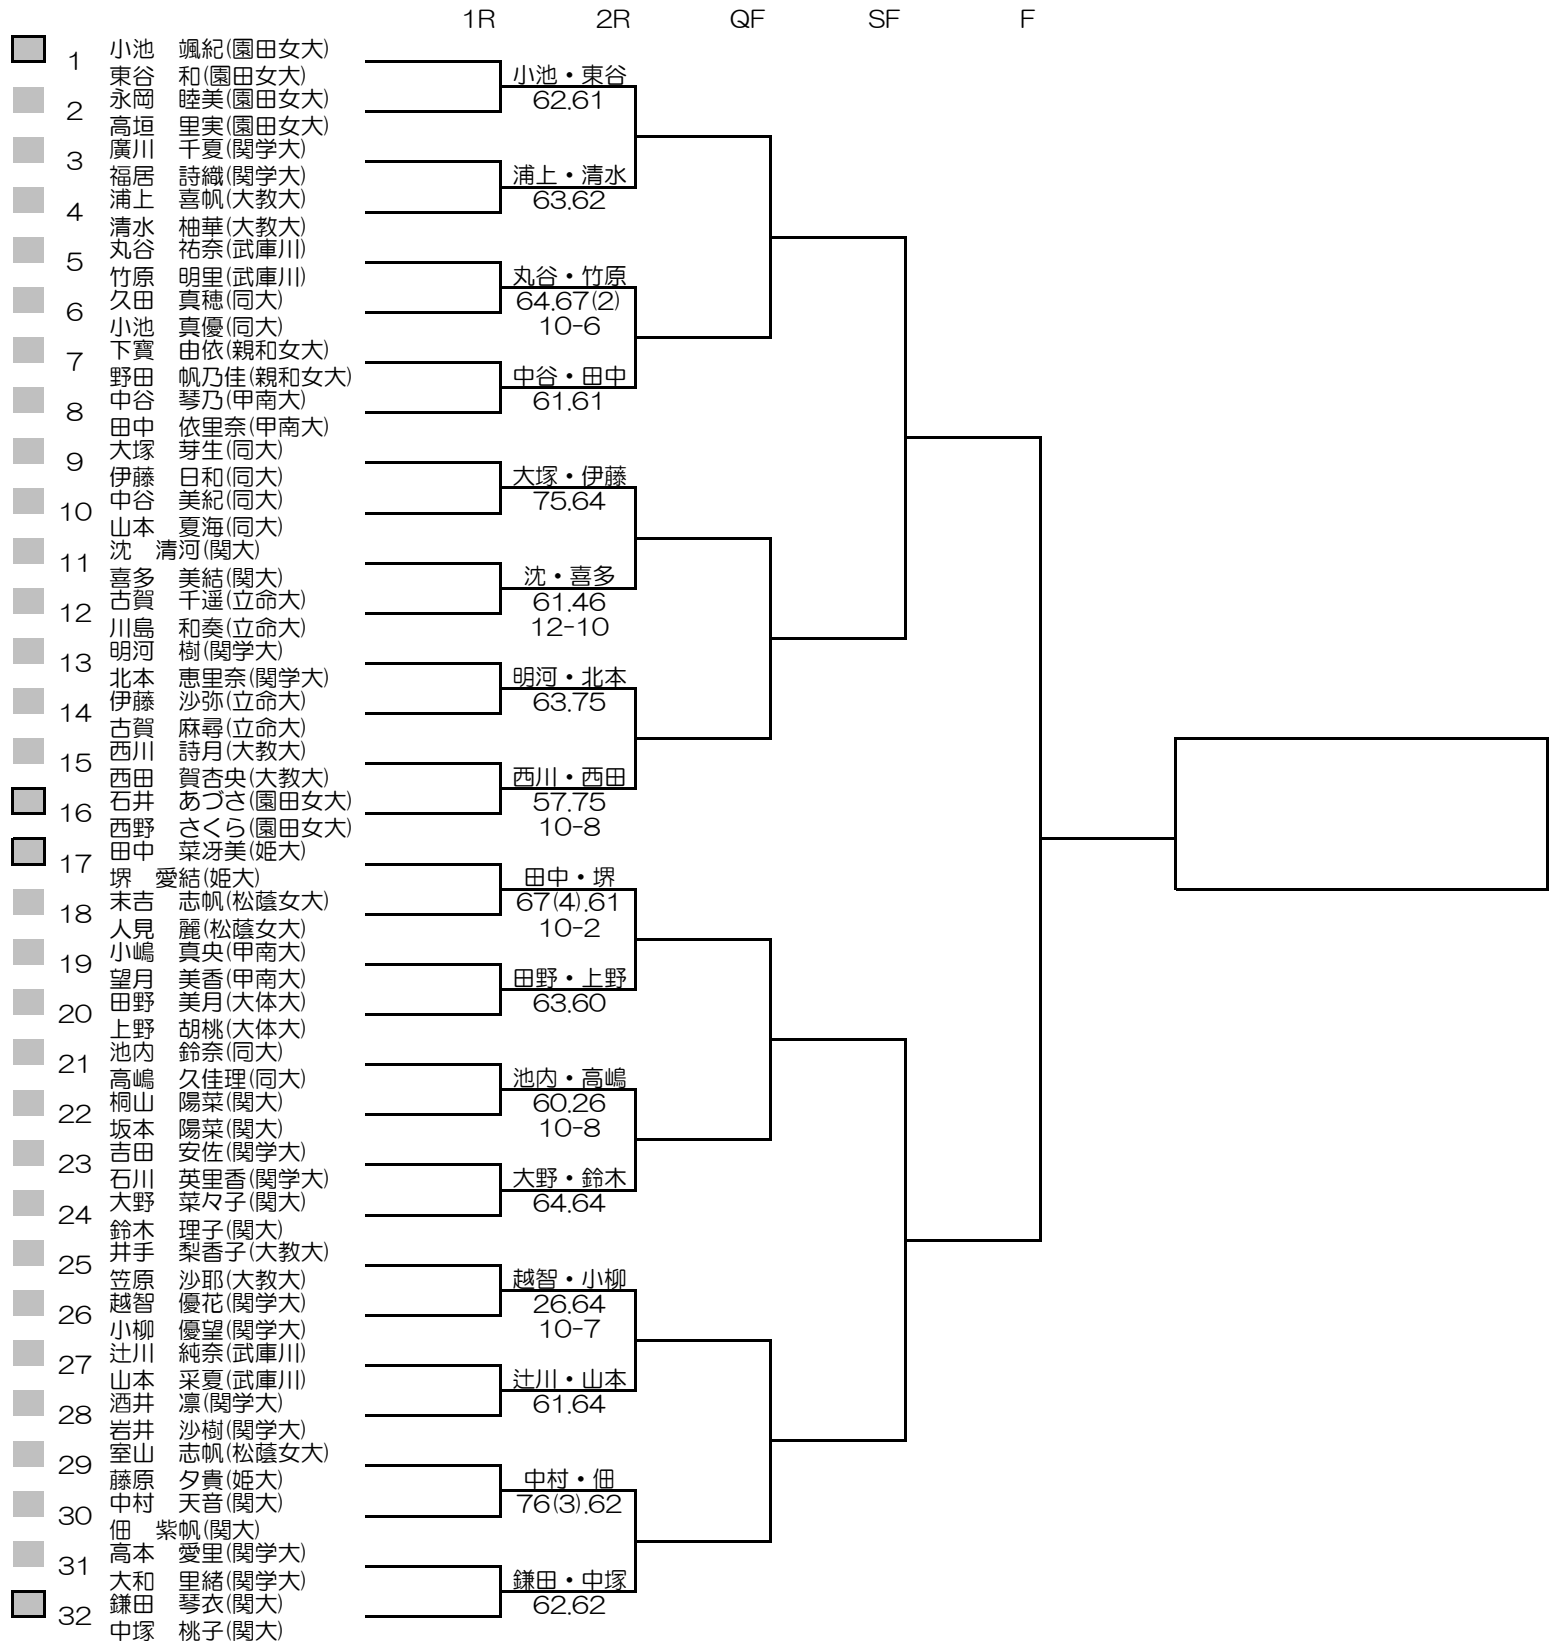 1R 2R QF SF F
1 小池 颯紀(園田女大)
東谷 和(園田女大)
小池・東谷
62.61
2 永岡 睦美(園田女大)
高垣 里実(園田女大)
3 廣川 千夏(関学大)
福居 詩織(関学大)
浦上・清水
63.62
4 浦上 喜帆(大教大)
清水 柚華(大教大)
5 丸谷 祐奈(武庫川)
竹原 明里(武庫川)
丸谷・竹原
64.67(2)
10-6
6 久田 真穂(同大)
小池 真優(同大)
7 下寶 由依(親和女大)
野田 帆乃佳(親和女大)
中谷・田中
61.61
8 中谷 琴乃(甲南大)
田中 依里奈(甲南大)
9 大塚 芽生(同大)
伊藤 日和(同大)
大塚・伊藤
75.64
10 中谷 美紀(同大)
山本 夏海(同大)
11 沈 清河(関大)
喜多 美結(関大)
沈・喜多
61.46
12-10
12 古賀 千遥(立命大)
川島 和奏(立命大)
13 明河 樹(関学大)
北本 恵里奈(関学大)
明河・北本
63.75
14 伊藤 沙弥(立命大)
古賀 麻尋(立命大)
15 西川 詩月(大教大)
西田 賀杏央(大教大)
西川・西田
57.75
10-8
16 石井 あづさ(園田女大)
西野 さくら(園田女大)
17 田中 菜冴美(姫大)
堺 愛結(姫大)
田中・堺
67(4).61
10-2
18 末吉 志帆(松蔭女大)
人見 麗(松蔭女大)
19 小嶋 真央(甲南大)
望月 美香(甲南大)
田野・上野
63.60
20 田野 美月(大体大)
上野 胡桃(大体大)
21 池内 鈴奈(同大)
高嶋 久佳理(同大)
池内・高嶋
60.26
10-8
22 桐山 陽菜(関大)
坂本 陽菜(関大)
23 吉田 安佐(関学大)
石川 英里香(関学大)
大野・鈴木
64.64
24 大野 菜々子(関大)
鈴木 理子(関大)
25 井手 梨香子(大教大)
笠原 沙耶(大教大)
越智・小柳
26.64
10-7
26 越智 優花(関学大)
小柳 優望(関学大)
27 辻川 純奈(武庫川)
山本 采夏(武庫川)
辻川・山本
61.64
28 酒井 凛(関学大)
岩井 沙樹(関学大)
29 室山 志帆(松蔭女大)
藤原 夕貴(姫大)
中村・佃
76(3).62
30 中村 天音(関大)
佃 紫帆(関大)
31 高本 愛里(関学大)
大和 里緒(関学大)
鎌田・中塚
62.62
32 鎌田 琴衣(関大)
中塚 桃子(関大)